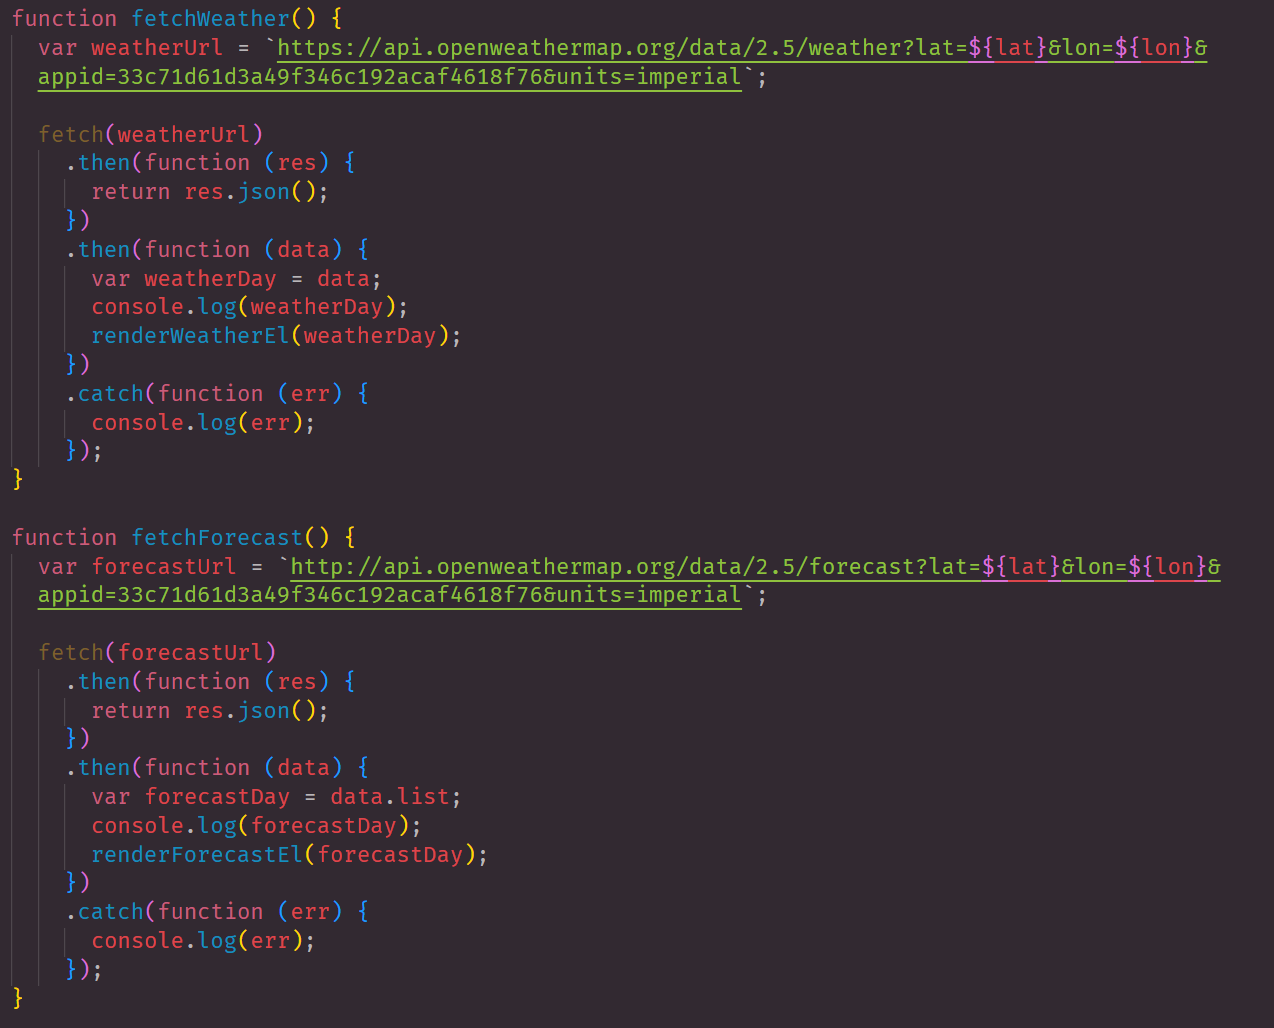 function fetchWeather() {
var weatherUrl = `https://api.openweathermap.org/data/2.5/weather?lat=${lat}&lon=${lon}&
appid=33c71d61d3a49f346c192acaf4618f76&units=imperial`;
fetch(weatherUrl)
.then(function (res) {
return res.json();
})
.then(function (data) {
var weatherDay = data;
console.log(weatherDay);
renderWeatherEl(weatherDay);
})
.catch(function (err) {
console.log(err);
});
}
function fetchForecast() {
var forecastUrl = `http://api.openweathermap.org/data/2.5/forecast?lat=${lat}&lon=${lon}&
appid=33c71d61d3a49f346c192acaf4618f76&units=imperial`;
fetch(forecastUrl)
.then(function (res) {
return res.json();
})
.then(function (data) {
var forecastDay = data.list;
console.log(forecastDay);
renderForecastEl(forecastDay);
})
.catch(function (err) {
console.log(err);
});
}